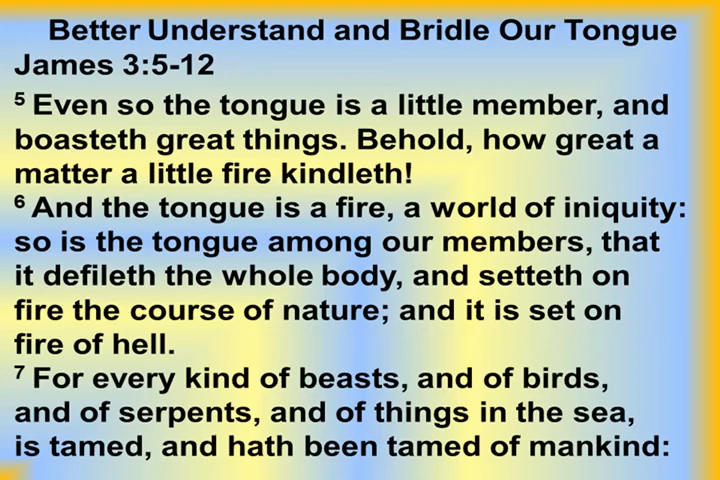 Better Understand and Bridle Our Tongue
James 3:5-12
5 Even so the tongue is a little member, and
boasteth great things. Behold, how great a
matter a little fire kindleth!
6 And the tongue is a fire, a world of iniquity:
so is the tongue among our members, that
it defileth the whole body, and setteth on
fire the course of nature; and it is set on
fire of hell.
7 For every kind of beasts, and of birds,
and of serpents, and of things in the sea,
is tamed, and hath been tamed of mankind: